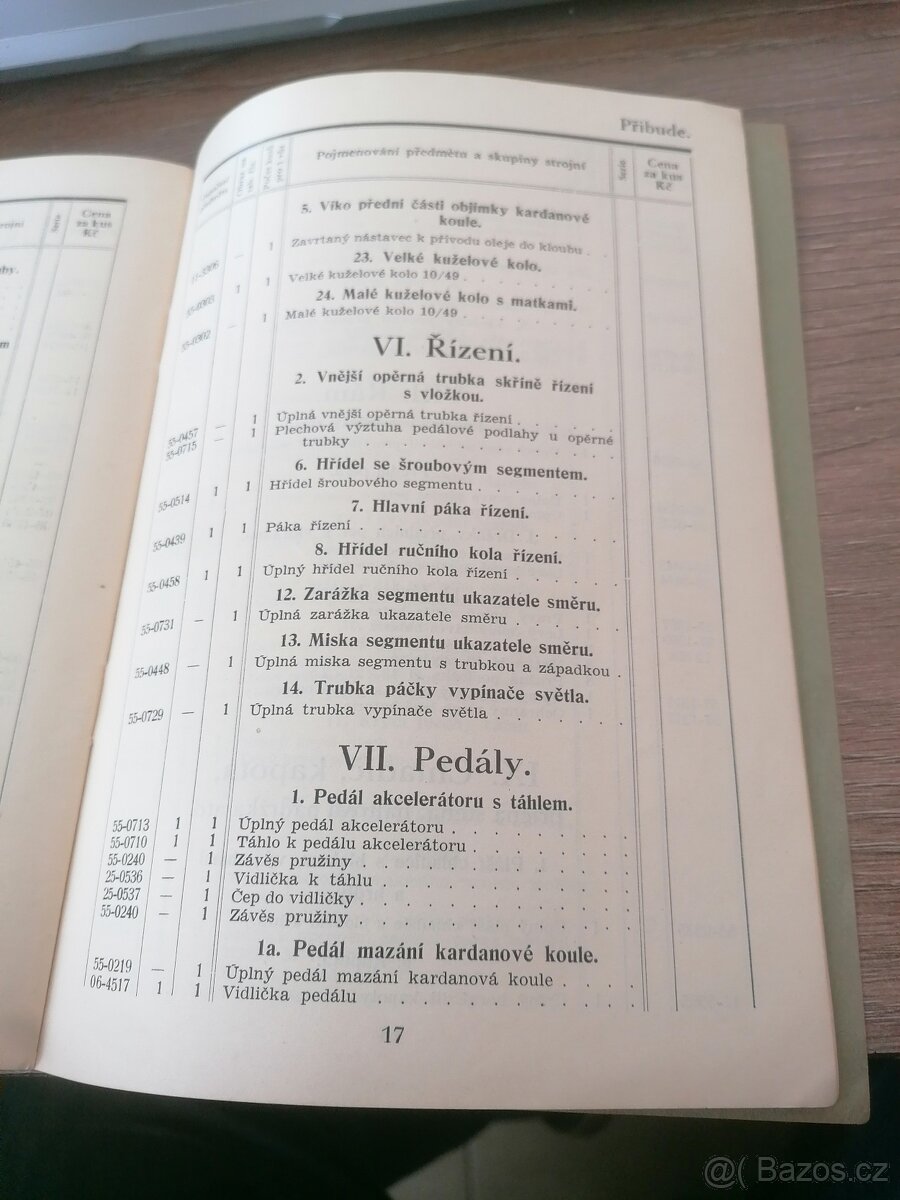 Cena
za kus
Kč
Přibude.
Pojmenování předmětu a skupiny strojní
Serie
Cena
za kus
Kč
5. Víko přední části objímky kardanové
koule.
— 1 Zavrtaný nástavec k přívodu oleje do kloubu .
23. Velké kuželové kolo.
1 1 Velké kuželové kolo 10/49 . . . . . . .
24. Malé kuželové kolo s matkami.
55-0302 — 1 Malé kuželové kolo 10/49 . . . . . . .
VI. Řízení.
2. Vnější opěrná trubka skříně řízení
s vložkou.
55-0457 — 1 Úplná vnější opěrná trubka řízení . . . . .
55-0715 — 1 Plechová výztuha pedálové podlahy u opěrné
trubky . . . . . . . . . . . .
6. Hřídel se šroubovým segmentem.
55-0514 1 1 Hřídel šroubového segmentu . . . . . .
7. Hlavní páka řízení.
55-0439 1 1 Páka řízení . . . . . . . . . . .
8. Hřídel ručního kola řízení.
55-0458 1 1 Úplný hřídel ručního kola řízení . . . . .
12. Zarážka segmentu ukazatele směru.
55-0731 — 1 Úplná zarážka ukazatele směru . . . . .
13. Miska segmentu ukazatele směru.
55-0448 — 1 Úplná miska segmentu s trubkou a západkou .
14. Trubka páčky vypínače světla.
55-0729 — 1 Úplná trubka vypínače světla . . . . . .
VII. Pedály.
1. Pedál akcelerátoru s táhlem.
55-0713 1 1 Úplný pedál akcelerátoru . . . . . . . .
55-0710 1 1 Táhlo k pedálu akcelerátoru . . . . . . .
55-0240 — 1 Závěs pružiny . . . . . . . . . . .
25-0536 — 1 Vidlička k táhlu . . . . . . . . . .
25-0537 — 1 Čep do vidličky . . . . . . . . . . .
55-0240 — 1 Závěs pružiny . . . . . . . . . . .
1a. Pedál mazání kardanové koule.
55-0219 — 1 Úplný pedál mazání kardanová koule . . . .
06-4517 1 1 Vidlička pedálu . . . . . . . . . . .
17
@( Bazos.cz